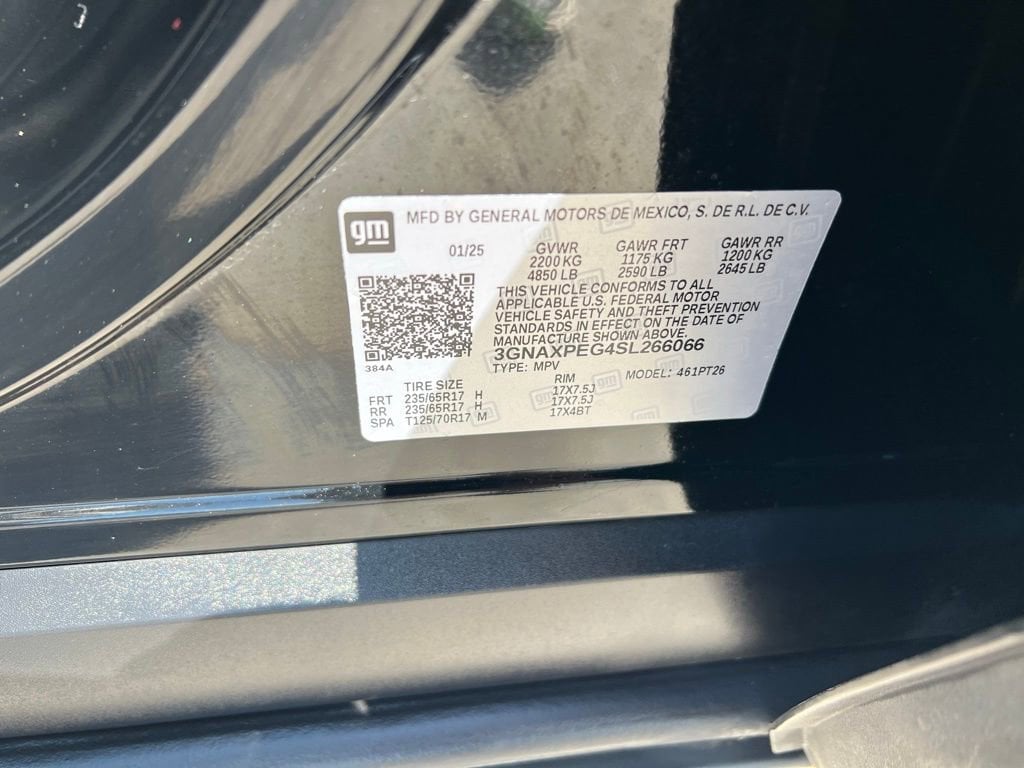 gm MFD BY GENERAL MOTORS DE MEXICO, S. DE R.L. DE C.V.
01/25 GVWR GAWR FRT GAWR RR
2200 KG 1175 KG 1200 KG
4850 LB 2590 LB 2645 LB
THIS VEHICLE CONFORMS TO ALL
APPLICABLE U.S. FEDERAL MOTOR
VEHICLE SAFETY AND THEFT PREVENTION
STANDARDS IN EFFECT ON THE DATE OF
MANUFACTURE SHOWN ABOVE.
3GNAXPEG4SL266066
384A TYPE: MPV MODEL: 461PT26
TIRE SIZE RIM
FRT 235/65R17 H 17X7.5J
RR 235/65R17 H 17X7.5J
SPA T125/70R17 M 17X4BT